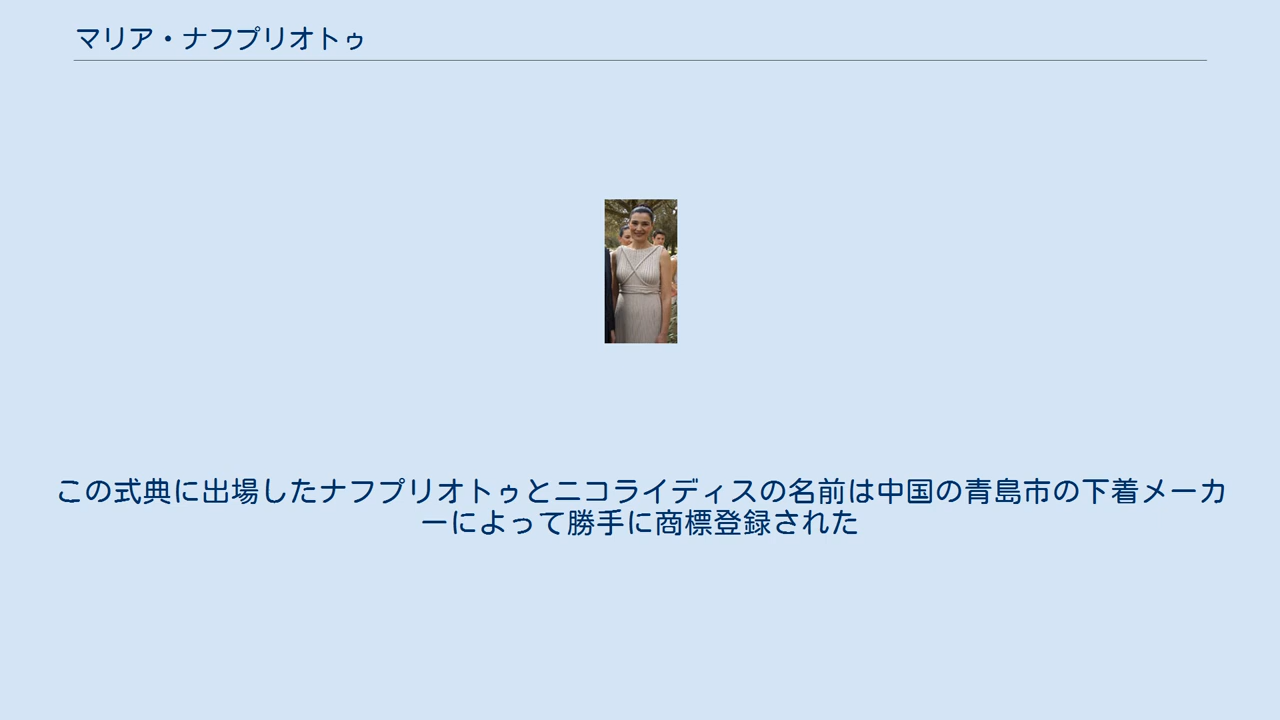 マリア・ナフプリオトゥ
この式典に出場したナフプリオトゥとニコライディスの名前は中国の青島市の下着メーカ
ーによって勝手に商標登録された